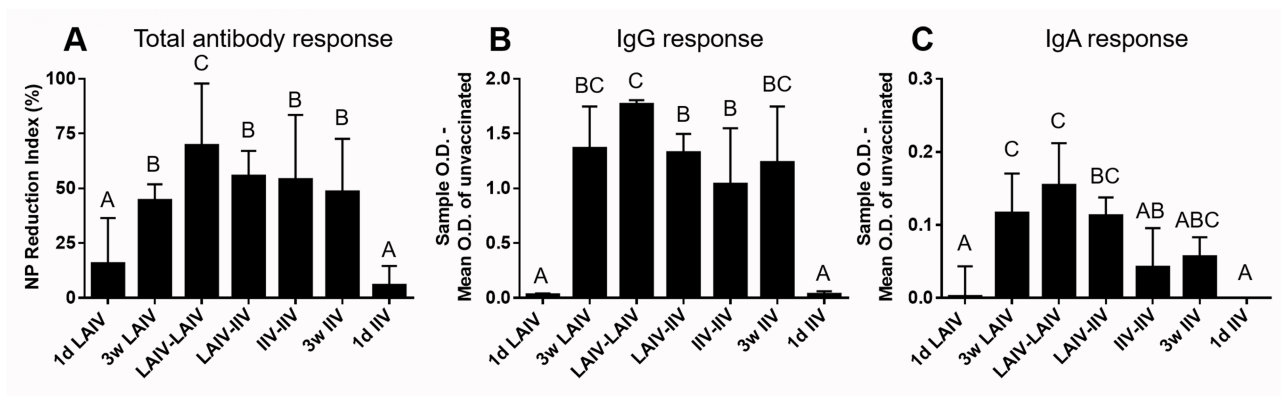 A Total antibody response
NP Reduction Index (%)
100
75
50
25
0
A
B
C
B
B
B
A
1d LAIV
3w LAIV
LAIV-LAIV
LAIV-IIV
IIV-IIV
3w IIV
1d IIV
B IgG response
Sample O.D. -
Mean O.D. of unvaccinated
2.0
1.5
1.0
0.5
0.0
A
BC
C
B
B
BC
A
1d LAIV
3w LAIV
LAIV-LAIV
LAIV-IIV
IIV-IIV
3w IIV
1d IIV
C IgA response
Sample O.D. -
Mean O.D. of unvaccinated
0.3
0.2
0.1
0.0
A
C
C
BC
AB
ABC
A
1d LAIV
3w LAIV
LAIV-LAIV
LAIV-IIV
IIV-IIV
3w IIV
1d IIV